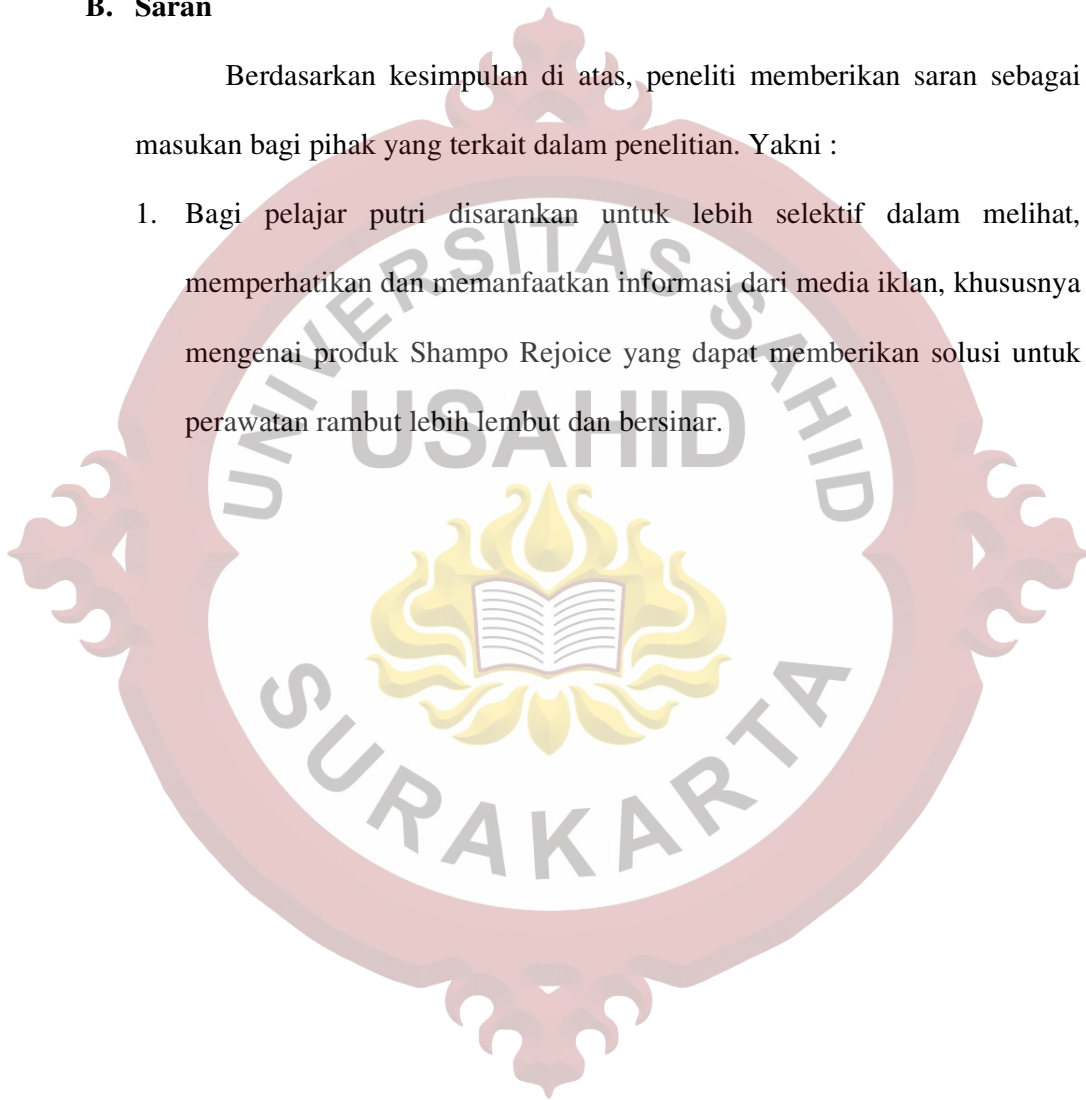 B. Saran
Berdasarkan kesimpulan di atas, peneliti memberikan saran sebagai
masukan bagi pihak yang terkait dalam penelitian. Yakni :
1. Bagi pelajar putri disarankan untuk lebih selektif dalam melihat,
memperhatikan dan memanfaatkan informasi dari media iklan, khususnya
mengenai produk Shampo Rejoice yang dapat memberikan solusi untuk
perawatan rambut lebih lembut dan bersinar.
UNIVERSITAS SAHID
USAHID
SURAKARTA